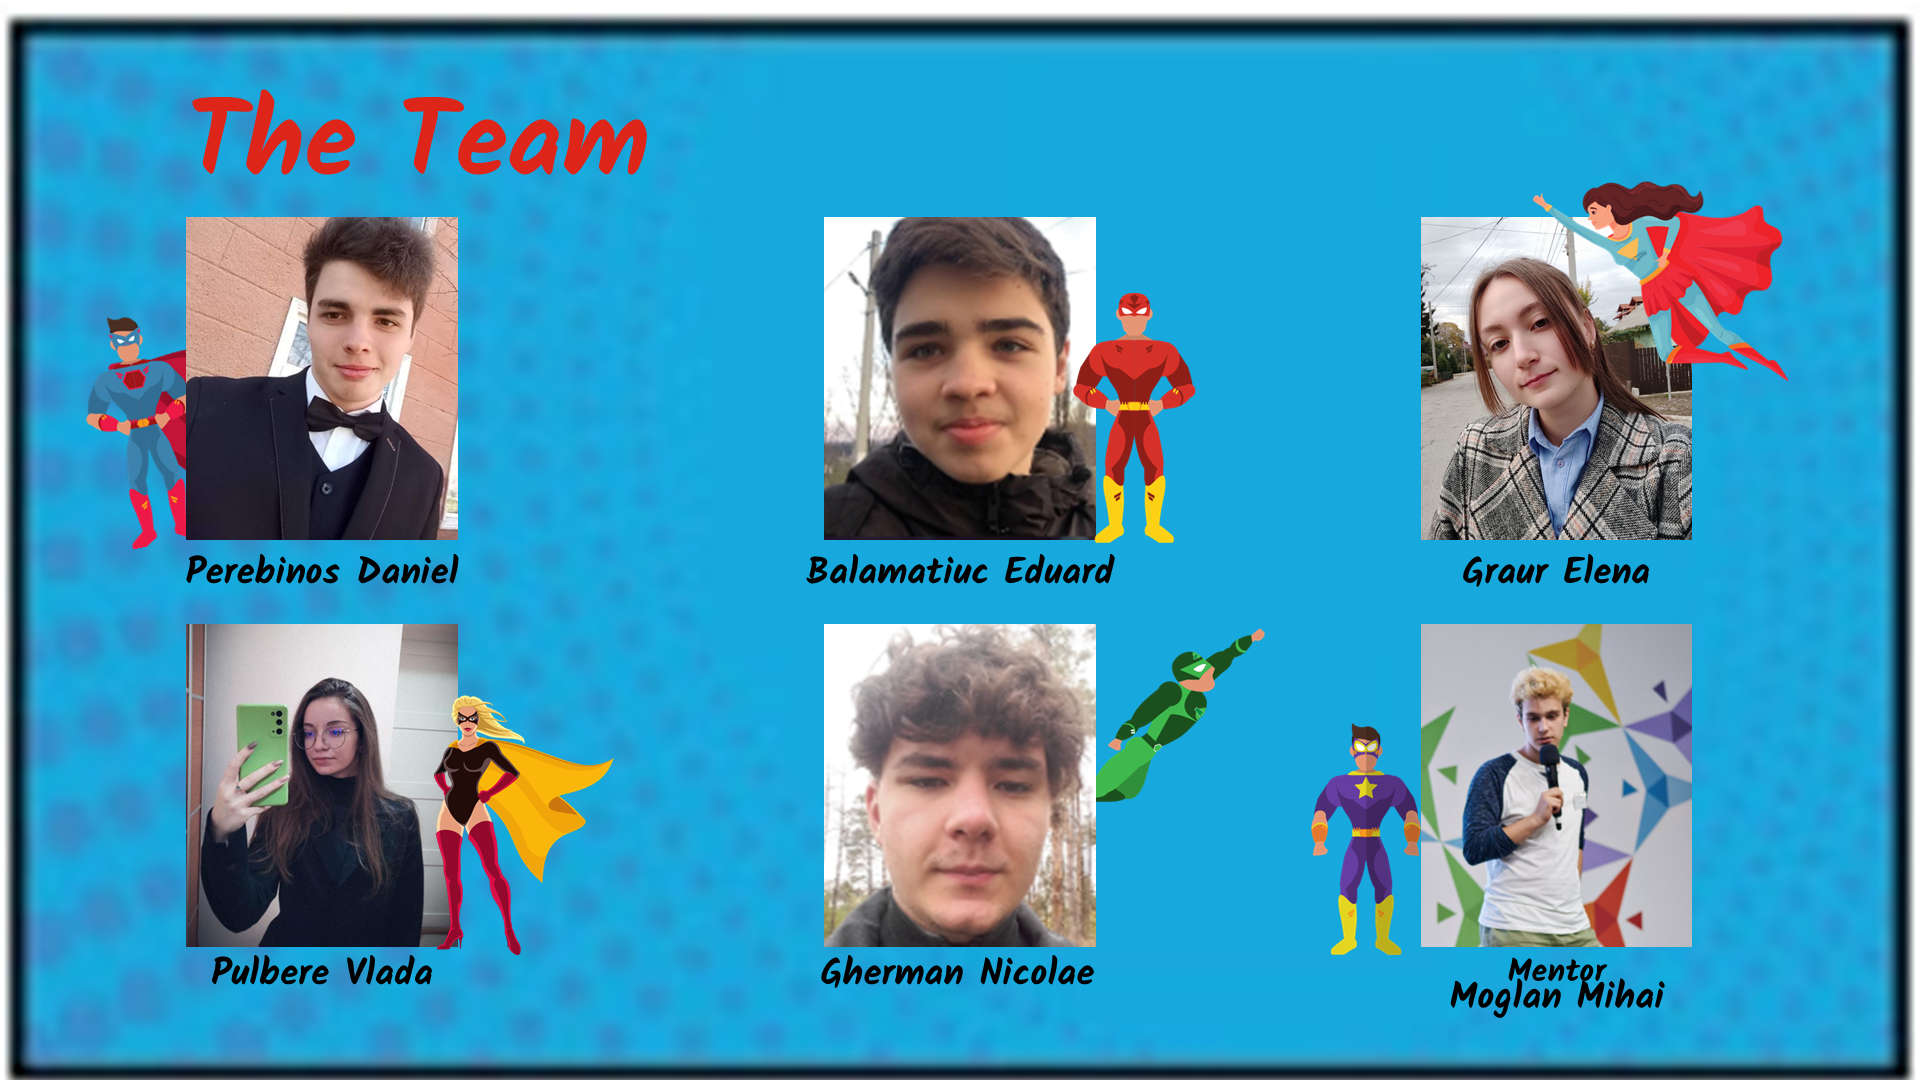 The Team
Perebinos Daniel
Balamatiuc Eduard
Graur Elena
Pulbere Vlada
Gherman Nicolae
Mentor
Moglan Mihai